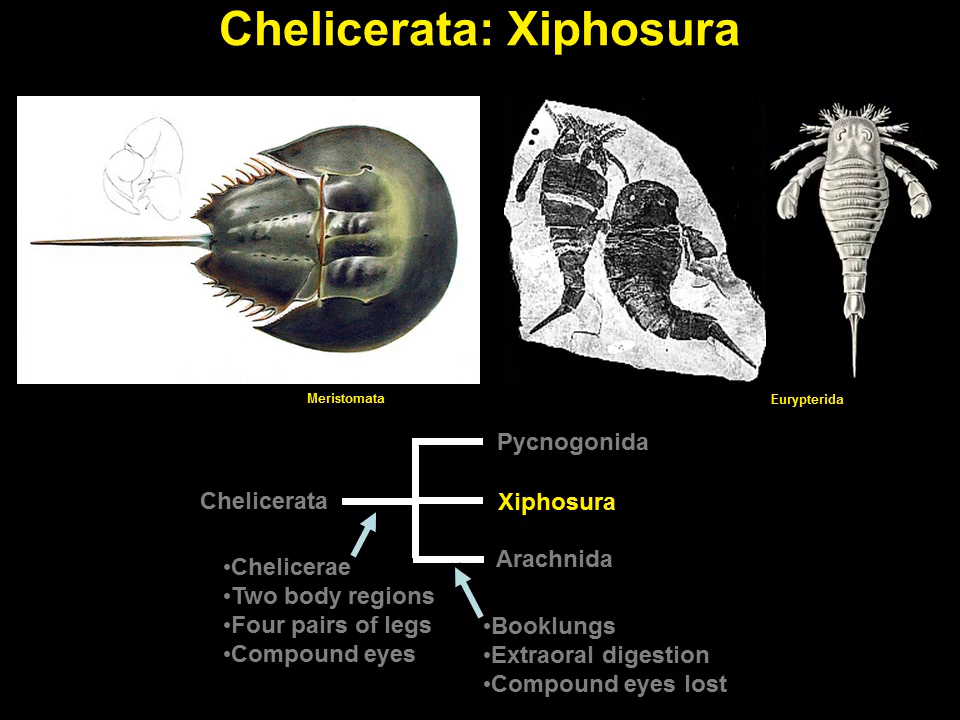 Chelicerata: Xiphosura
Meristomata
Eurypterida
Pycnogonida
Chelicerata
Xiphosura
Arachnida
•Chelicerae
•Two body regions
•Four pairs of legs
•Compound eyes
•Booklungs
•Extraoral digestion
•Compound eyes lost